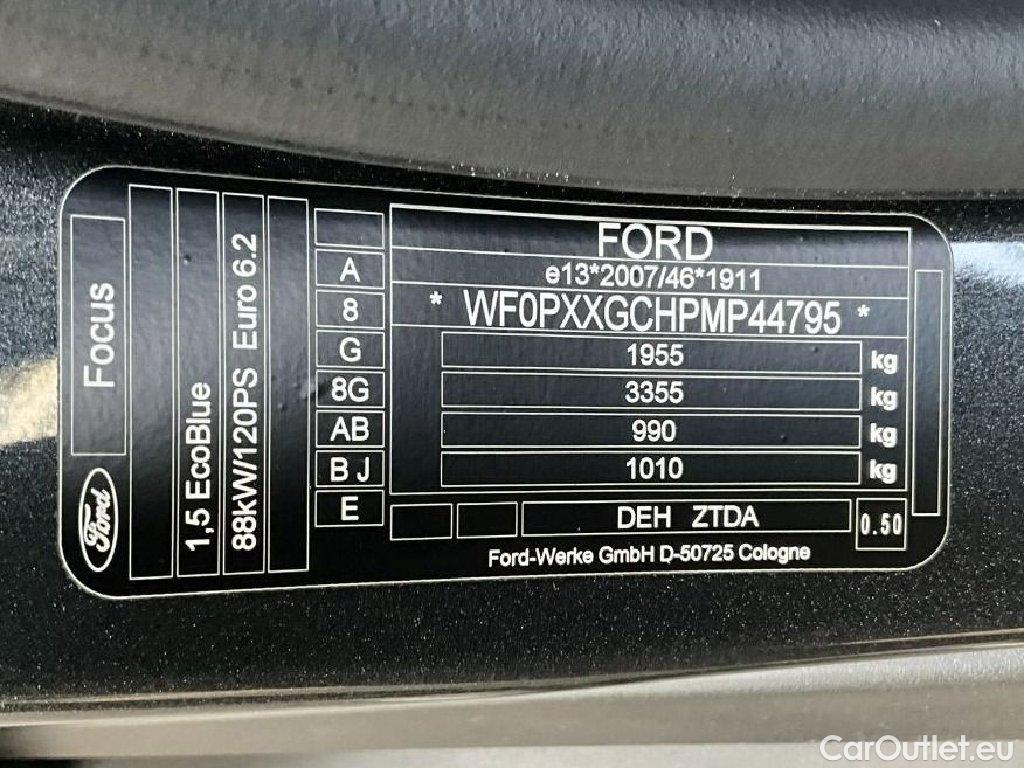 Focus
Ford
1,5 EcoBlue
88kW/120PS Euro 6.2
A
8
G
8G
AB
B J
E
FORD
e13*2007/46*1911
* WF0PXXGCHPMP44795 *
1955 kg
3355 kg
990 kg
1010 kg
DEH ZTDA
0.50
Ford-Werke GmbH D-50725 Cologne
CarOutlet.eu